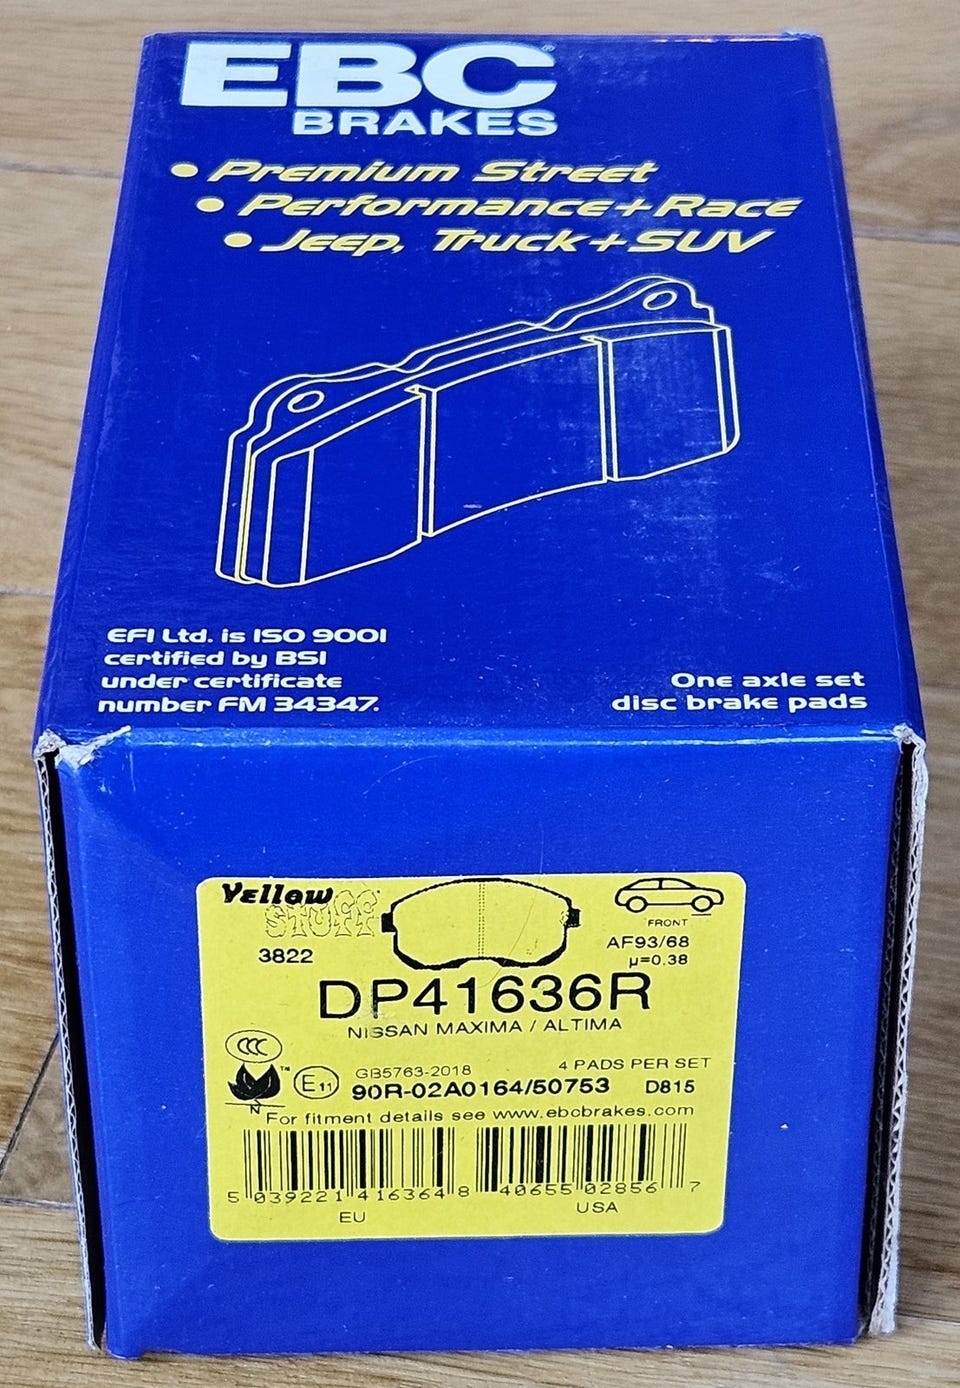 EBC
BRAKES
• Premium Street
• Performance+Race
• Jeep, Truck+SUV
EFI Ltd. is ISO 9001
certified by BSI
under certificate
number FM 34347.
One axle set
disc brake pads
Yellow
STUFF
3822
FRONT
AF93/68
µ=0.38
DP41636R
NISSAN MAXIMA / ALTIMA
CCC
GB5763-2018
4 PADS PER SET
TM
E11
90R-02A0164/50753
D815
N
For fitment details see www.ebcbrakes.com
5 039221 416364 8
40655 02856 7
EU
USA